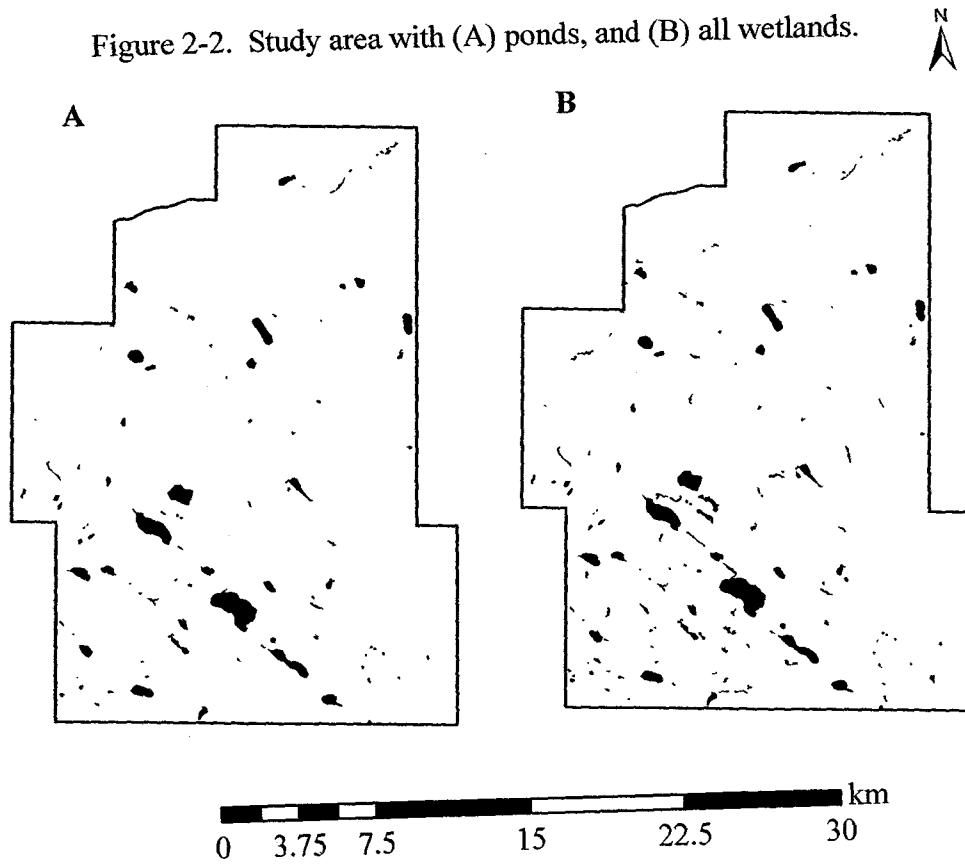 Figure 2-2. Study area with (A) ponds, and (B) all wetlands.
N
A
B
km
0 3.75 7.5 15 22.5 30